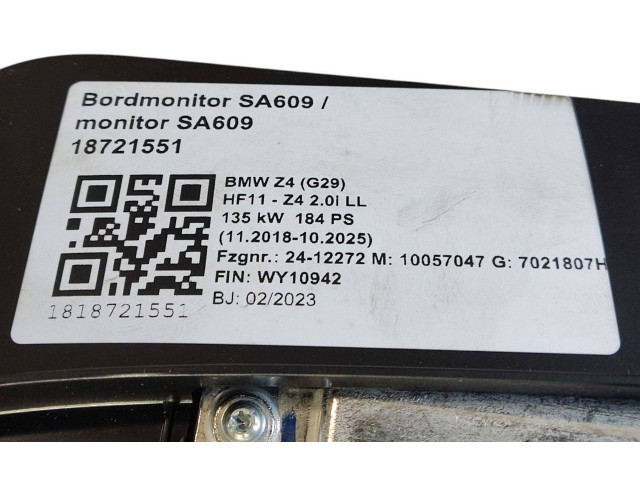 Bordmonitor SA609 /
monitor SA609
18721551
BMW Z4 (G29)
HF11 - Z4 2.0i LL
135 kW 184 PS
(11.2018-10.2025)
Fzgnr.: 24-12272 M: 10057047 G: 7021807H
FIN: WY10942
BJ: 02/2023
1818721551